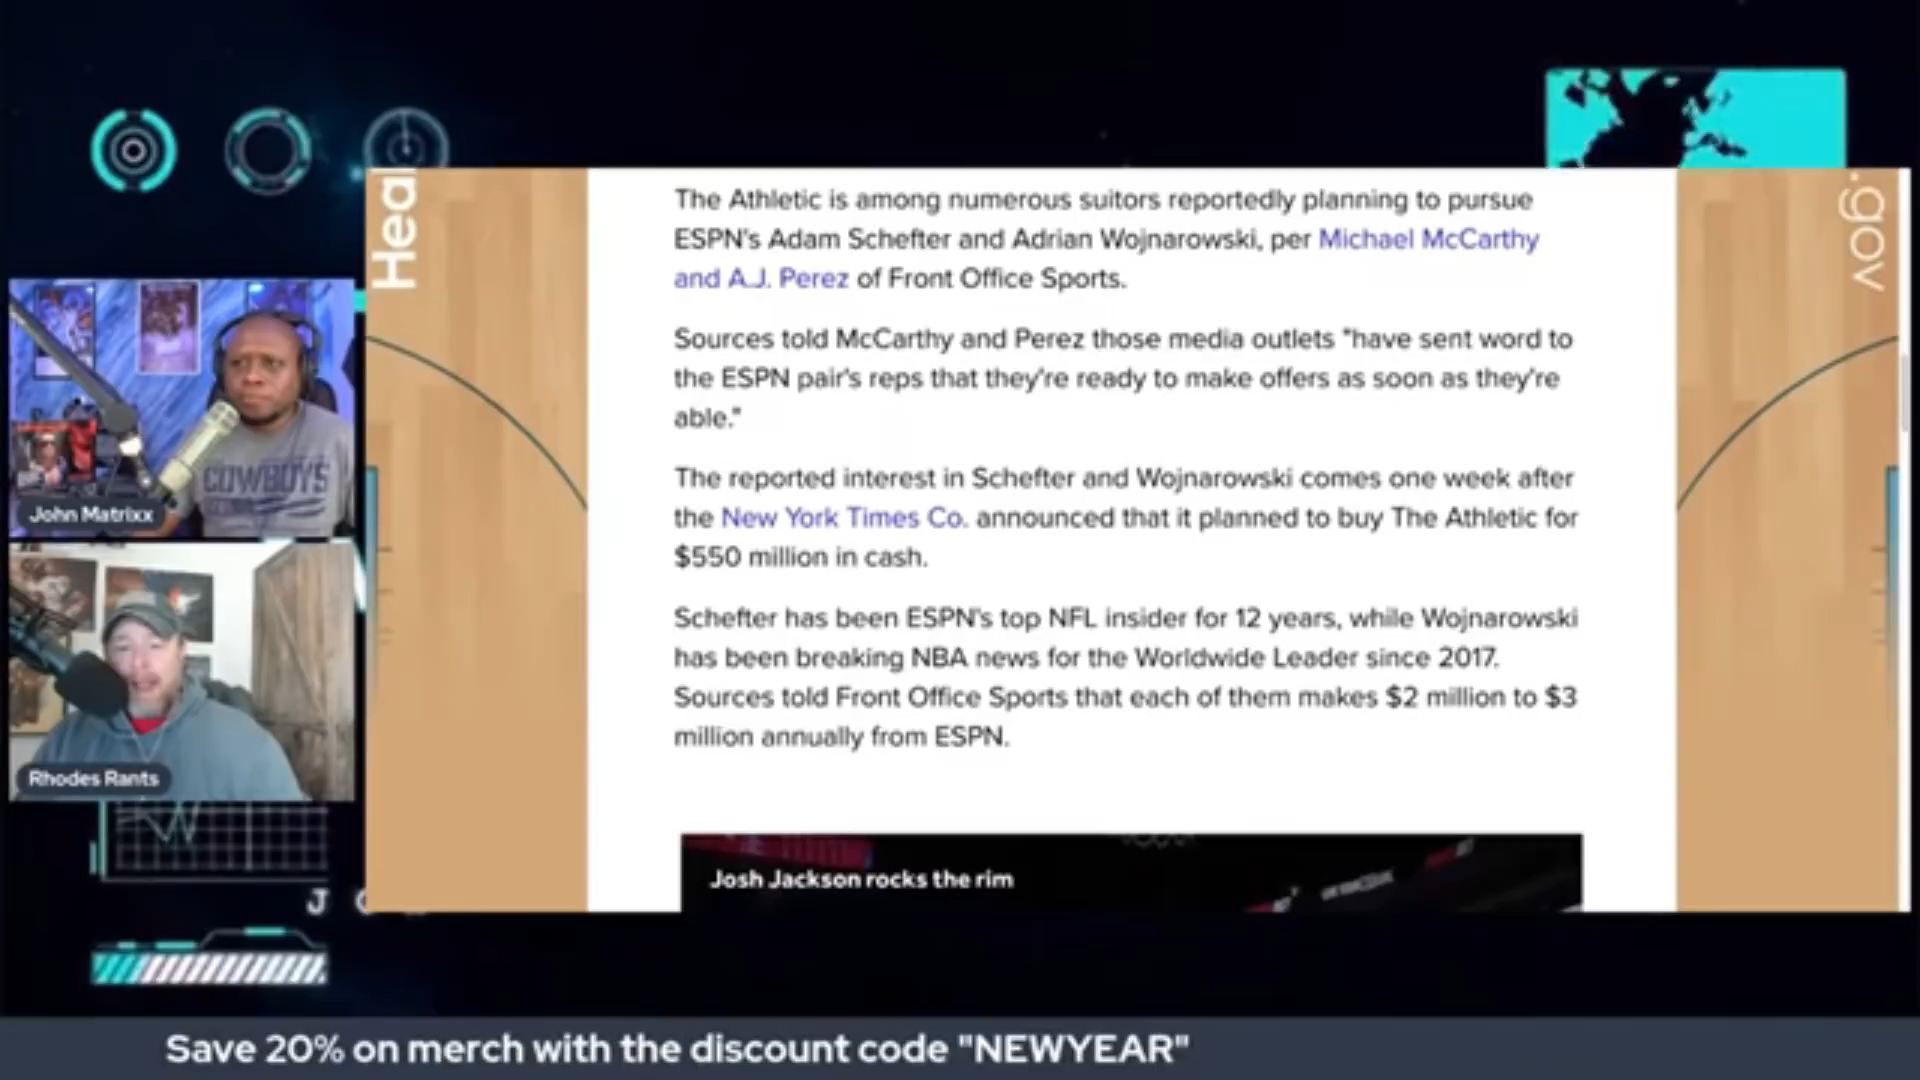 Hea
.gov
The Athletic is among numerous suitors reportedly planning to pursue
ESPN's Adam Schefter and Adrian Wojnarowski, per Michael McCarthy
and A.J. Perez of Front Office Sports.
Sources told McCarthy and Perez those media outlets "have sent word to
the ESPN pair's reps that they're ready to make offers as soon as they're
able."
The reported interest in Schefter and Wojnarowski comes one week after
the New York Times Co. announced that it planned to buy The Athletic for
$550 million in cash.
Schefter has been ESPN's top NFL insider for 12 years, while Wojnarowski
has been breaking NBA news for the Worldwide Leader since 2017.
Sources told Front Office Sports that each of them makes $2 million to $3
million annually from ESPN.
Josh Jackson rocks the rim
COWBOYS
John Matrixx
Rhodes Rants
Save 20% on merch with the discount code "NEWYEAR"